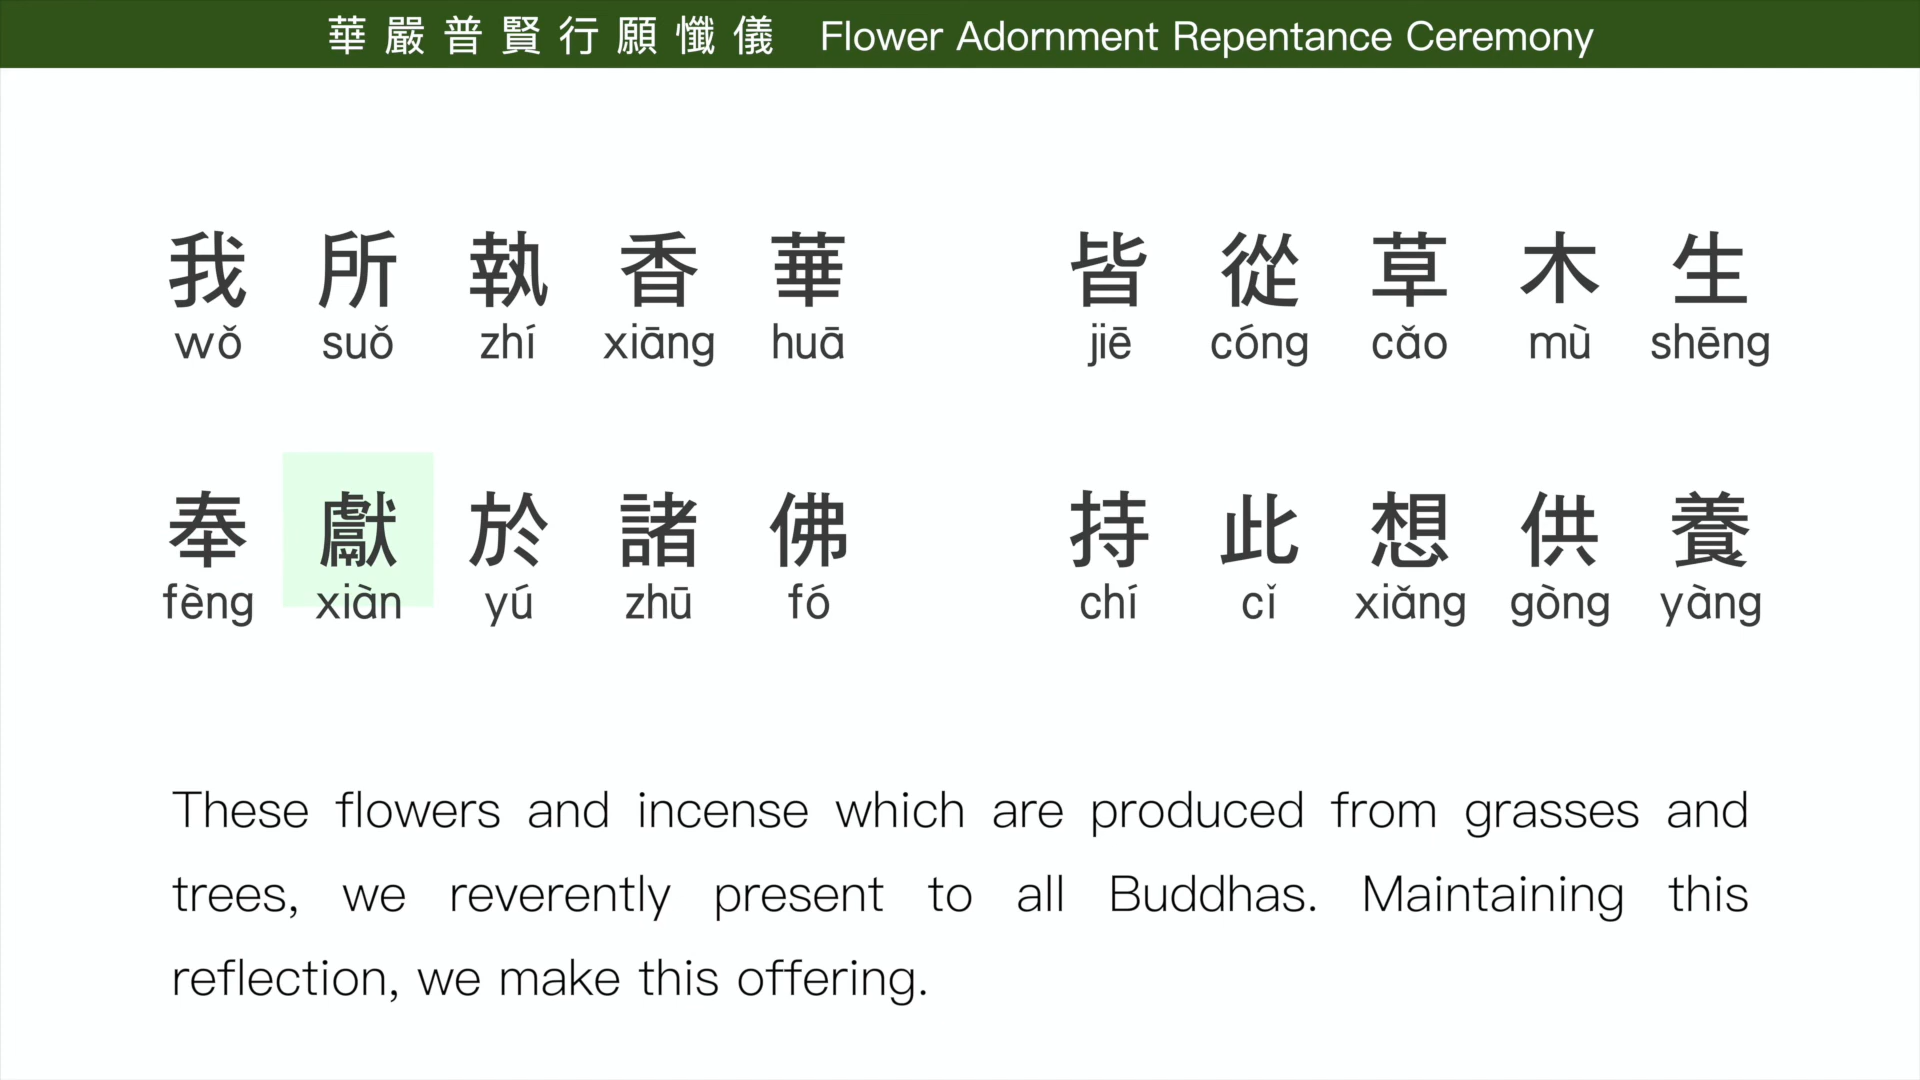 華嚴普賢行願懺儀 Flower Adornment Repentance Ceremony
我所執香華 皆從草木生
wǒ suǒ zhí xiāng huā jiē cóng cǎo mù shēng
奉獻於諸佛 持此想供養
fèng xiàn yú zhū fó chí cǐ xiǎng gòng yàng
These flowers and incense which are produced from grasses and
trees, we reverently present to all Buddhas. Maintaining this
reflection, we make this offering.